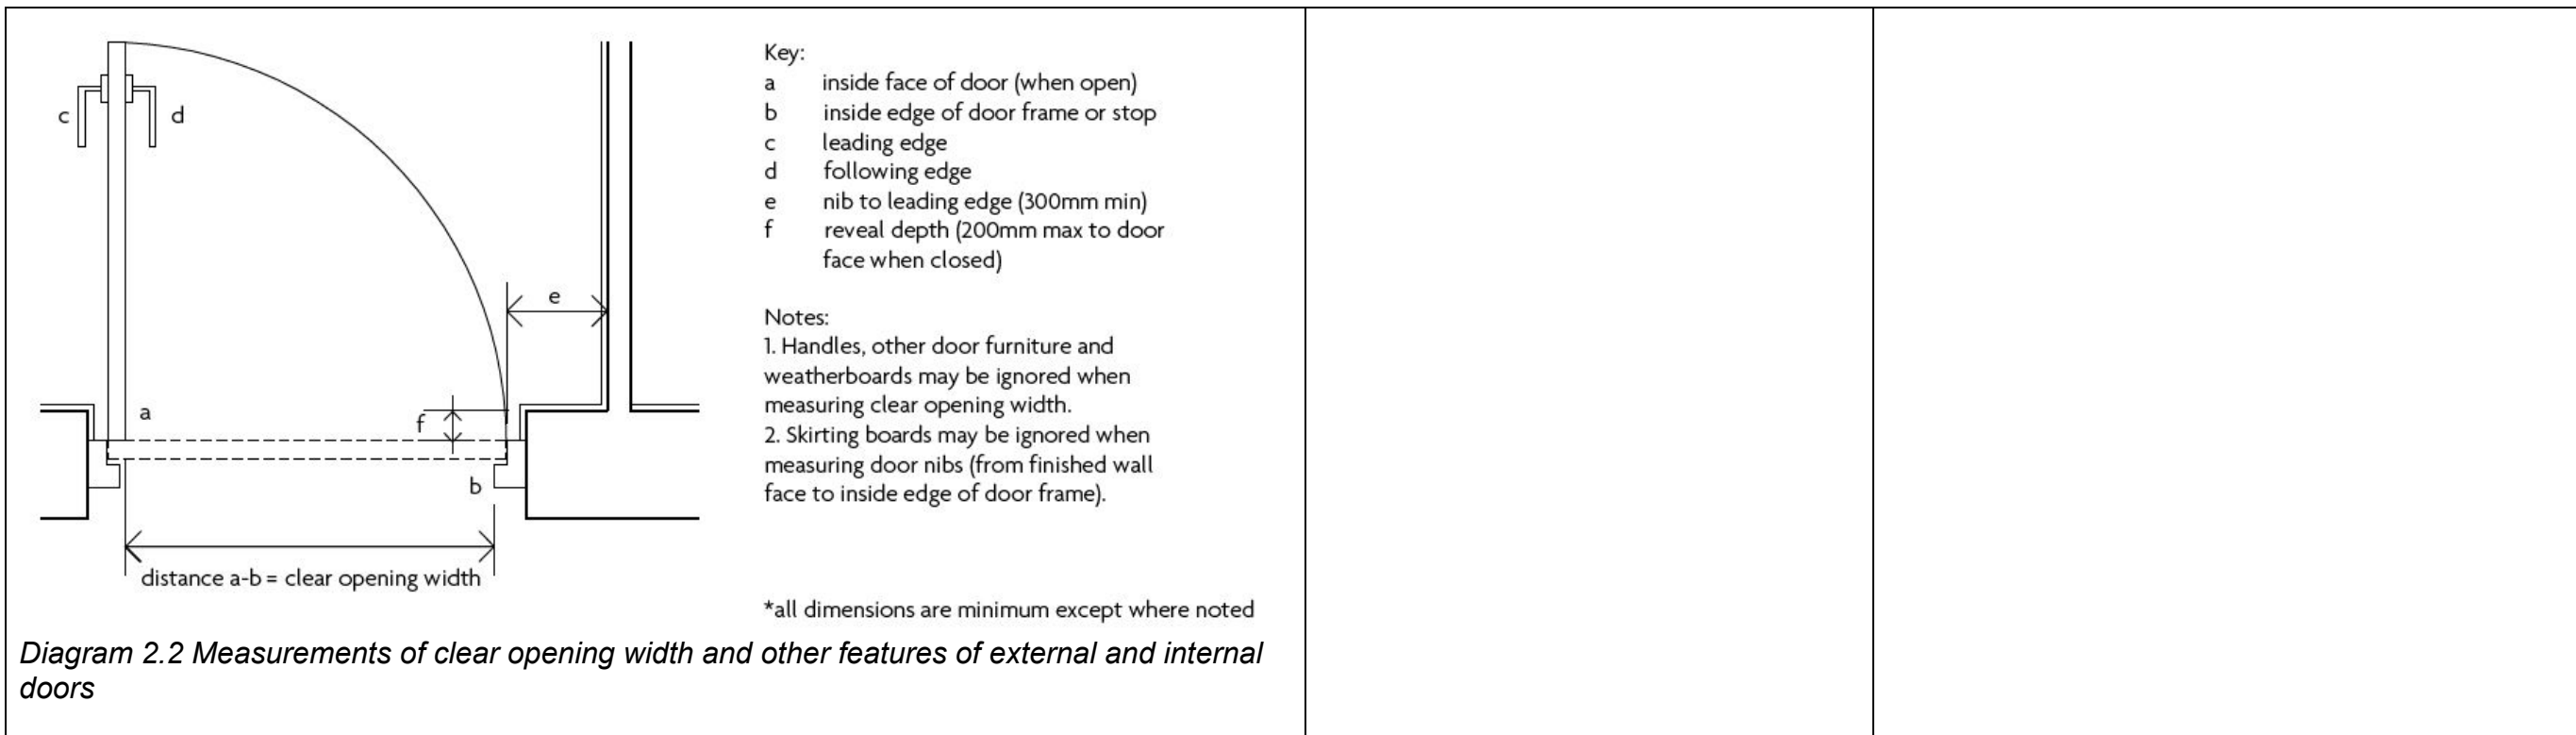 c
d
a
f
e
b
distance a-b = clear opening width
Key:
a inside face of door (when open)
b inside edge of door frame or stop
c leading edge
d following edge
e nib to leading edge (300mm min)
f reveal depth (200mm max to door
face when closed)
Notes:
1. Handles, other door furniture and
weatherboards may be ignored when
measuring clear opening width.
2. Skirting boards may be ignored when
measuring door nibs (from finished wall
face to inside edge of door frame).
*all dimensions are minimum except where noted
Diagram 2.2 Measurements of clear opening width and other features of external and internal
doors